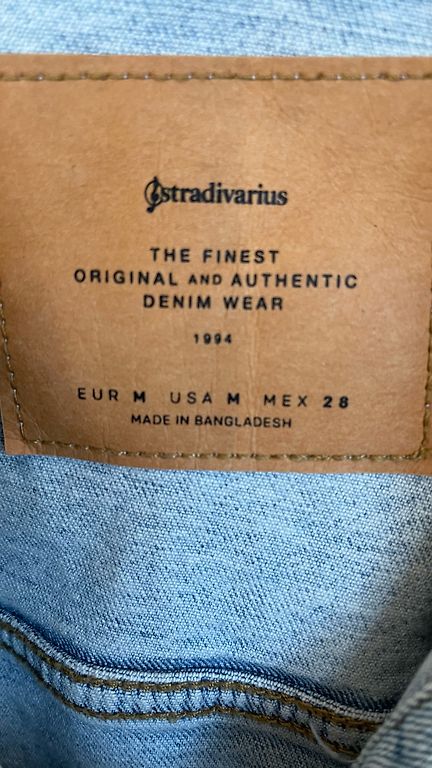 stradivarius
THE FINEST
ORIGINAL AND AUTHENTIC
DENIM WEAR
1994
EUR M USA M MEX 28
MADE IN BANGLADESH